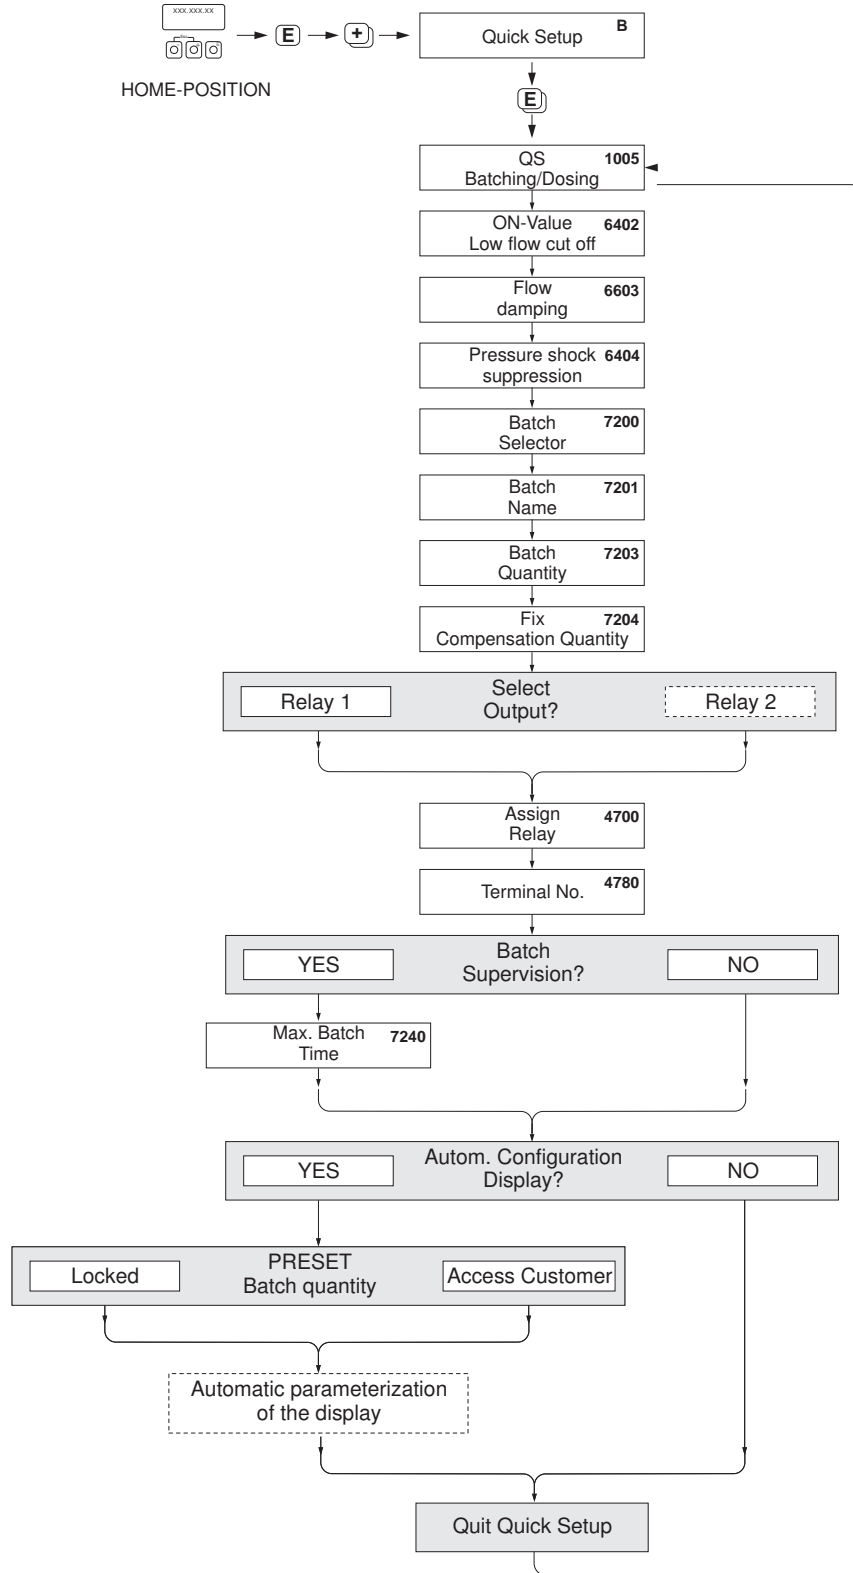 xxx.xxx.xx
E
+
Quick Setup
B
HOME-POSITION
E
QS
1005
Batching/Dosing
ON-Value
6402
Low flow cut off
Flow
6603
damping
Pressure shock
6404
suppression
Batch
7200
Selector
Batch
7201
Name
Batch
7203
Quantity
Fix
7204
Compensation Quantity
Relay 1
Select
Output?
Relay 2
Assign
4700
Relay
Terminal No.
4780
YES
Batch
Supervision?
NO
Max. Batch
7240
Time
YES
Autom. Configuration
Display?
NO
Locked
PRESET
Batch quantity
Access Customer
Automatic parameterization
of the display
Quit Quick Setup